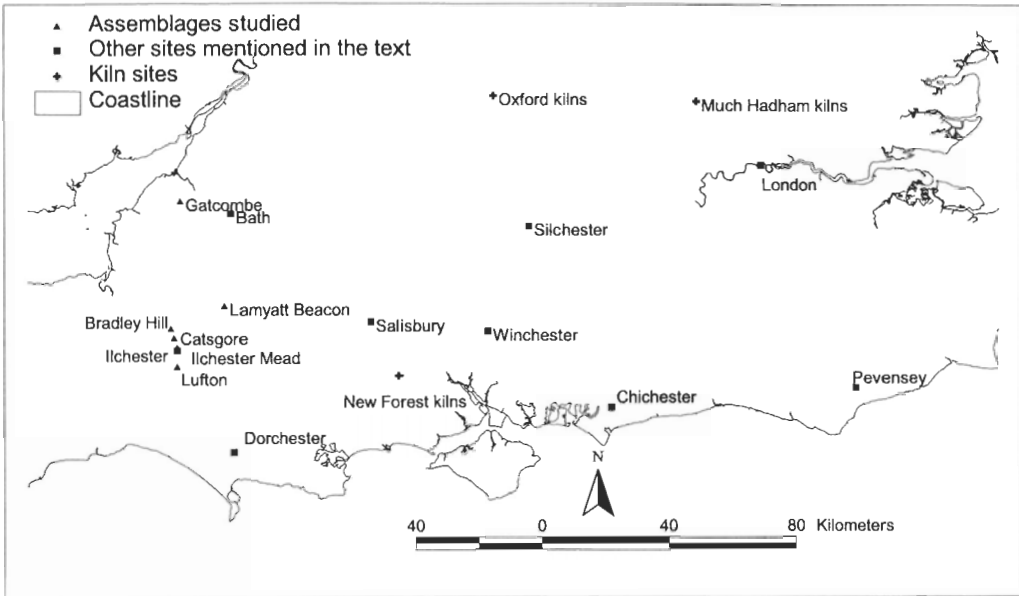 Assemblages studied
Other sites mentioned in the text
Kiln sites
Coastline
Oxford kilns
Much Hadham kilns
London
Gatcombe
Bath
Silchester
Lamyatt Beacon
Bradley Hill
Salisbury
Winchester
Catsgore
Ilchester
Ilchester Mead
Lufton
New Forest kilns
Chichester
Pevensey
Dorchester
N
40 0 40 80 Kilometers